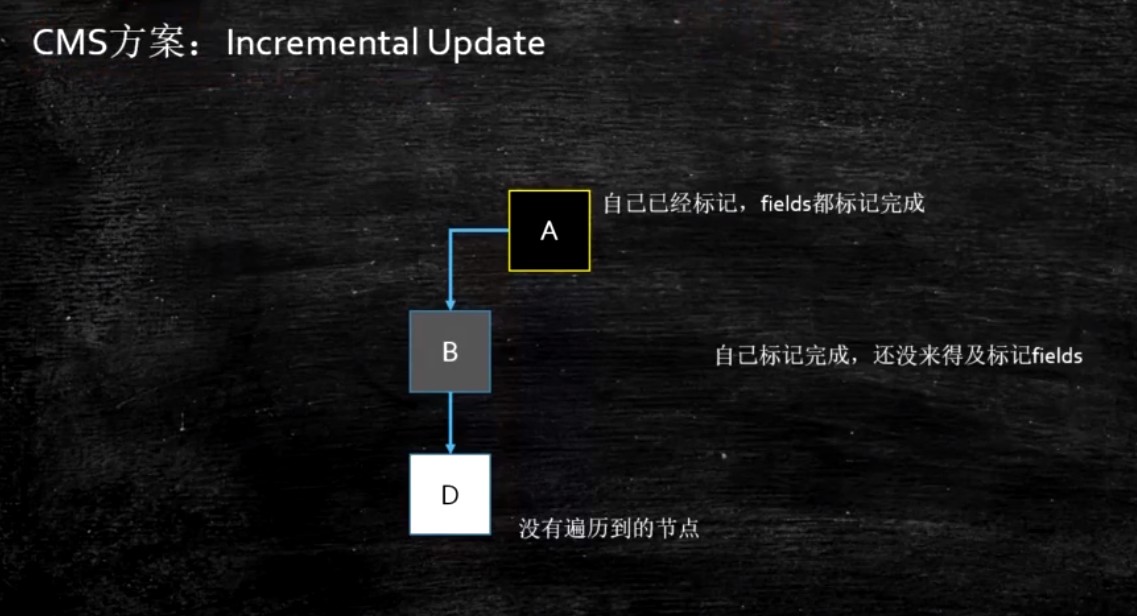 CMS方案：Incremental Update
A
自己已经标记，fields都标记完成
B
自己标记完成，还没来得及标记fields
D
没有遍历到的节点